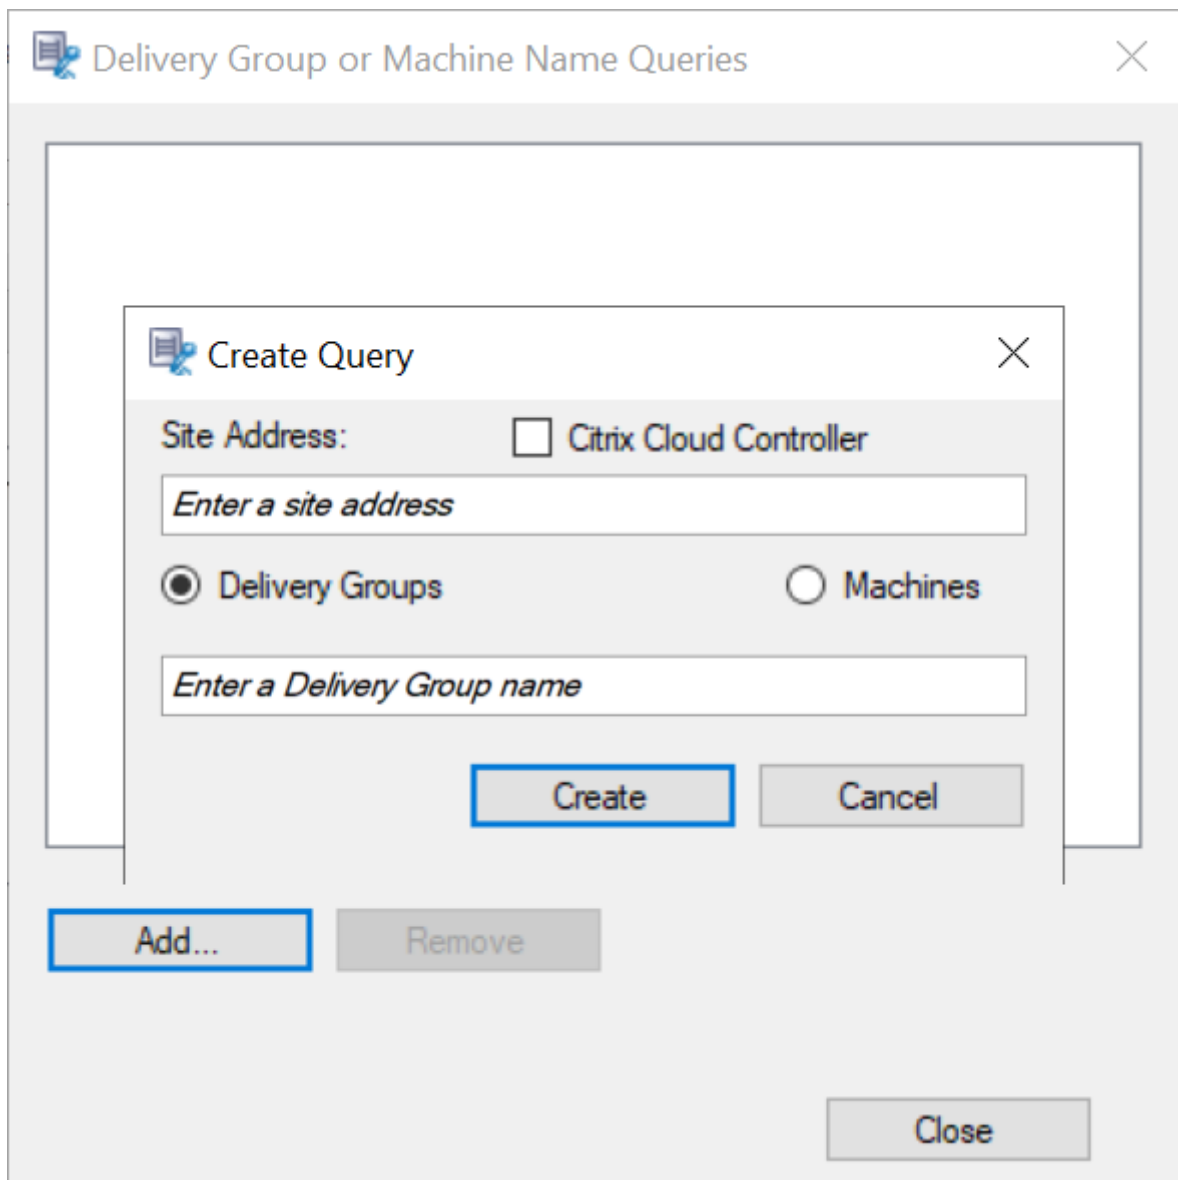 Delivery Group or Machine Name Queries
Create Query
Site Address: Citrix Cloud Controller
Enter a site address
Delivery Groups Machines
Enter a Delivery Group name
Create Cancel
Add... Remove
Close